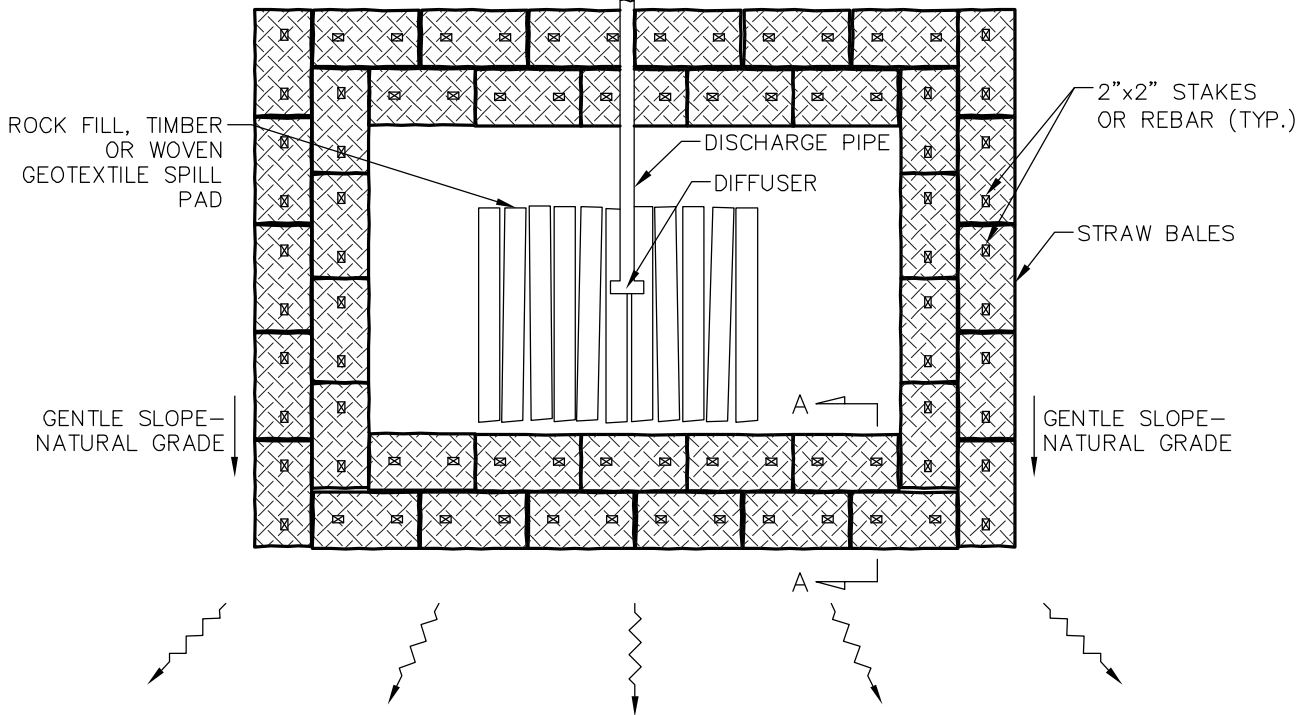 ROCK FILL, TIMBER
OR WOVEN
GEOTEXTILE SPILL
PAD
DISCHARGE PIPE
DIFFUSER
2"x2" STAKES
OR REBAR (TYP.)
STRAW BALES
GENTLE SLOPE–
NATURAL GRADE
A
GENTLE SLOPE–
NATURAL GRADE
A